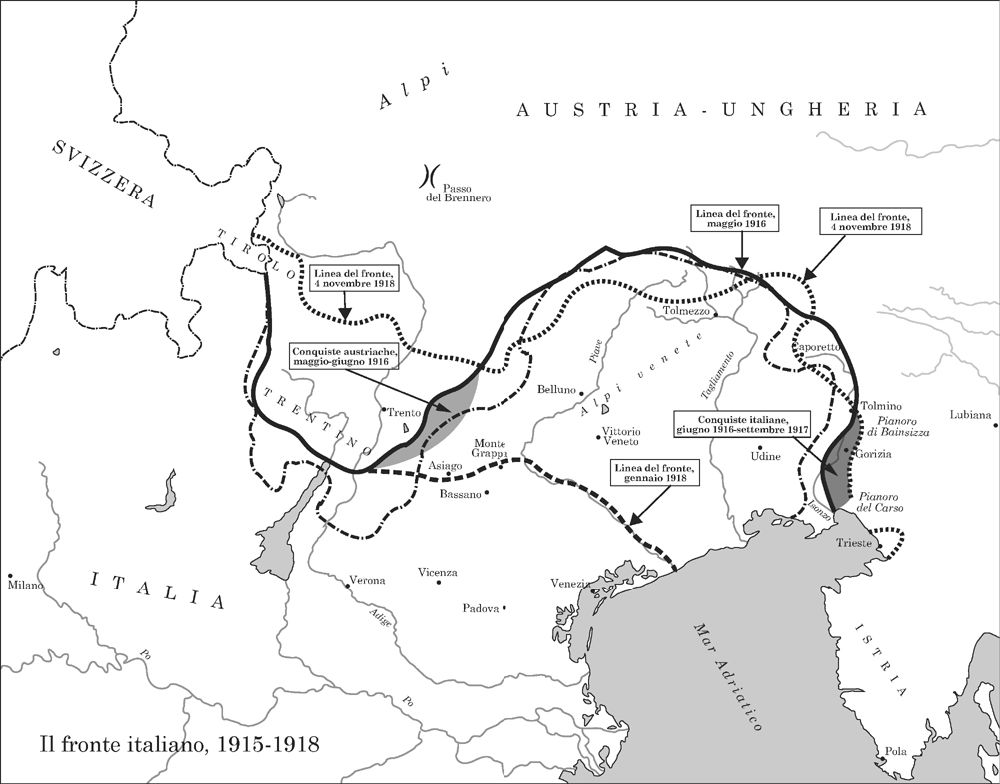 Alpi
AUSTRIA - UNGHERIA
SVIZZERA
Passo
del Brennero
TIROLO
Linea del fronte,
maggio 1916
Linea del fronte,
4 novembre 1918
Linea del fronte,
4 novembre 1918
Tolmezzo
Conquiste austriache,
maggio-giugno 1916
Caporetto
Piave
Alpi venete
Tagliamento
Belluno
TRENTINO
Trento
Tolmino
Lubiana
Conquiste italiane,
giugno 1916-settembre 1917
Pianoro
di Bainsizza
Vittorio
Veneto
Monte
Grappa
Udine
Gorizia
Asiago
Linea del fronte,
gennaio 1918
Bassano
Pianoro
del Carso
Isonzo
Trieste
Milano
ITALIA
Verona
Vicenza
Venezia
Padova
Adige
Mar Adriatico
ISTRIA
Po
Po
Il fronte italiano, 1915-1918
Pola